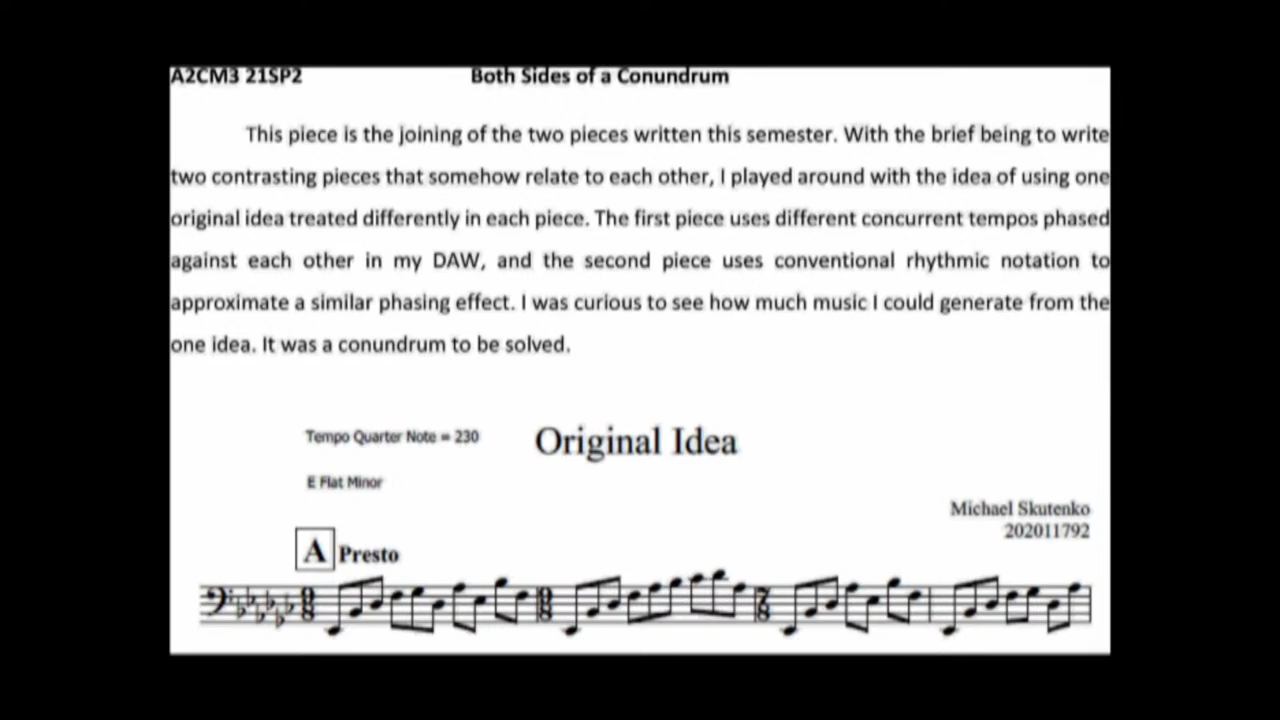 A2CM3 21SP2 Both Sides of a Conundrum
This piece is the joining of the two pieces written this semester. With the brief being to write
two contrasting pieces that somehow relate to each other, I played around with the idea of using one
original idea treated differently in each piece. The first piece uses different concurrent tempos phased
against each other in my DAW, and the second piece uses conventional rhythmic notation to
approximate a similar phasing effect. I was curious to see how much music I could generate from the
one idea. It was a conundrum to be solved.
Tempo Quarter Note = 230
Original Idea
E Flat Minor
Michael Skutenko
202011792
A Presto
7
8